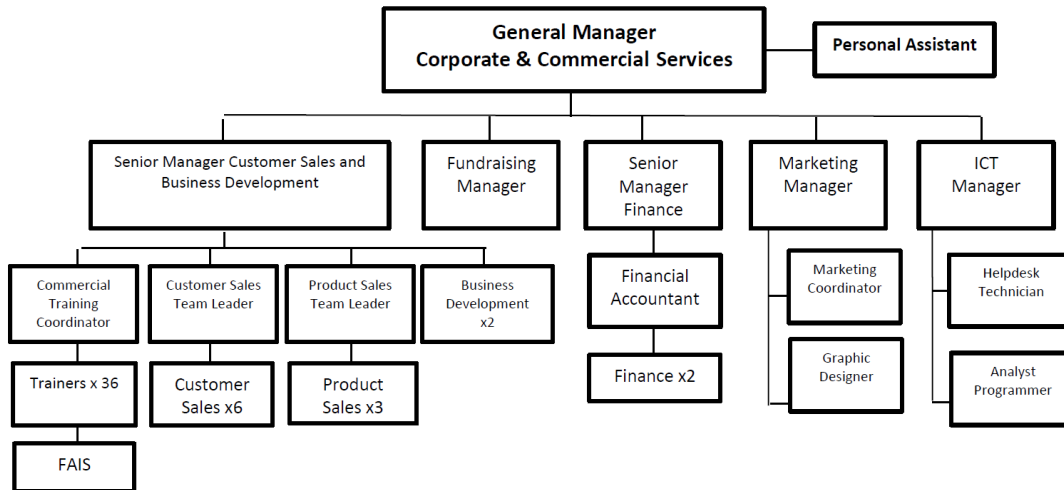 General Manager
Corporate & Commercial Services
Personal Assistant
Senior Manager Customer Sales and
Business Development
Fundraising
Manager
Senior
Manager
Finance
Marketing
Manager
ICT
Manager
Commercial
Training
Coordinator
Customer Sales
Team Leader
Product Sales
Team Leader
Business
Development
x2
Financial
Accountant
Marketing
Coordinator
Helpdesk
Technician
Trainers x 36
Customer
Sales x6
Product
Sales x3
Finance x2
Graphic
Designer
Analyst
Programmer
FAIS